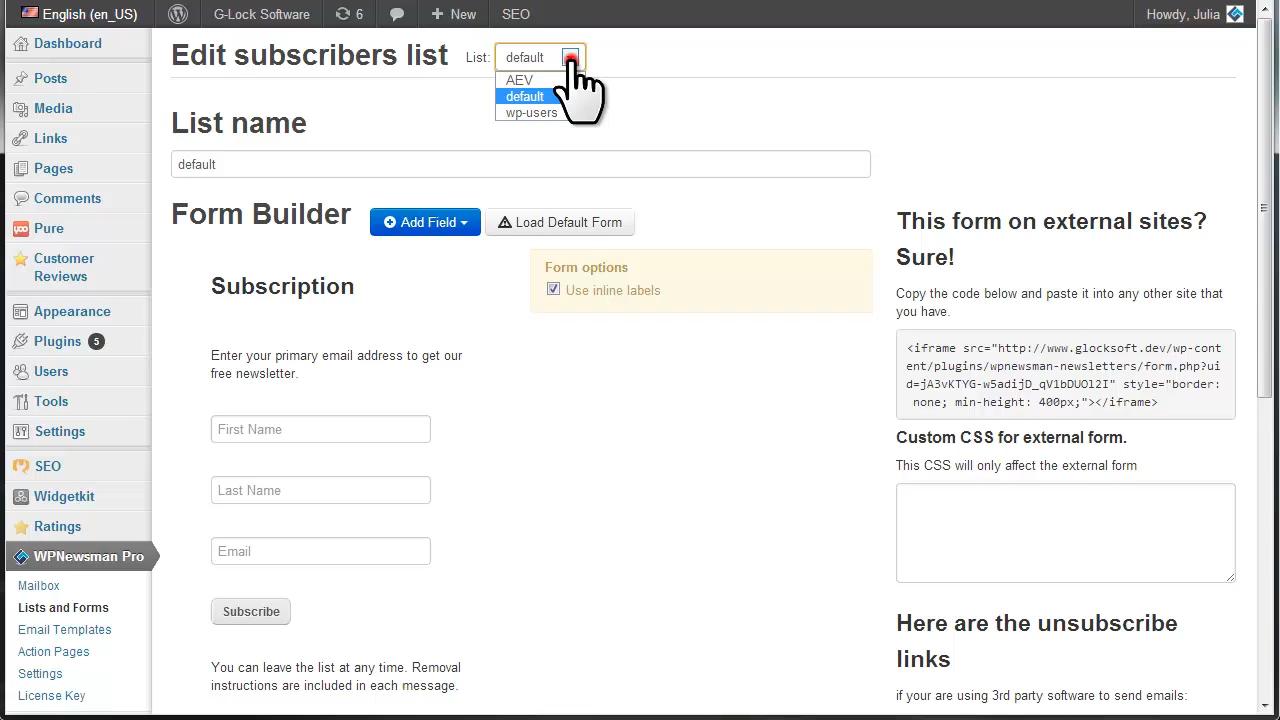 English (en_US)
G-Lock Software
6
New
SEO
Howdy, Julia
Dashboard
Posts
Media
Links
Pages
Comments
Pure
Customer
Reviews
Appearance
Plugins 5
Users
Tools
Settings
SEO
Widgetkit
Ratings
WPNewsman Pro
Mailbox
Lists and Forms
Email Templates
Action Pages
Settings
License Key
Edit subscribers list
List: default
AEV
default
wp-users
List name
default
Form Builder
Add Field
Load Default Form
Subscription
Form options
Use inline labels
Enter your primary email address to get our
free newsletter.
First Name
Last Name
Email
Subscribe
You can leave the list at any time. Removal
instructions are included in each message.
This form on external sites?
Sure!
Copy the code below and paste it into any other site that
you have.
<iframe src="http://www.glocksoft.dev/wp-cont
ent/plugins/wpnewsman-newsletters/form.php?ui
d=jA3vKTYG-w5adijD_qV1bDUOl2I" style="border:
none; min-height: 400px;"></iframe>
Custom CSS for external form.
This CSS will only affect the external form
Here are the unsubscribe
links
if your are using 3rd party software to send emails: